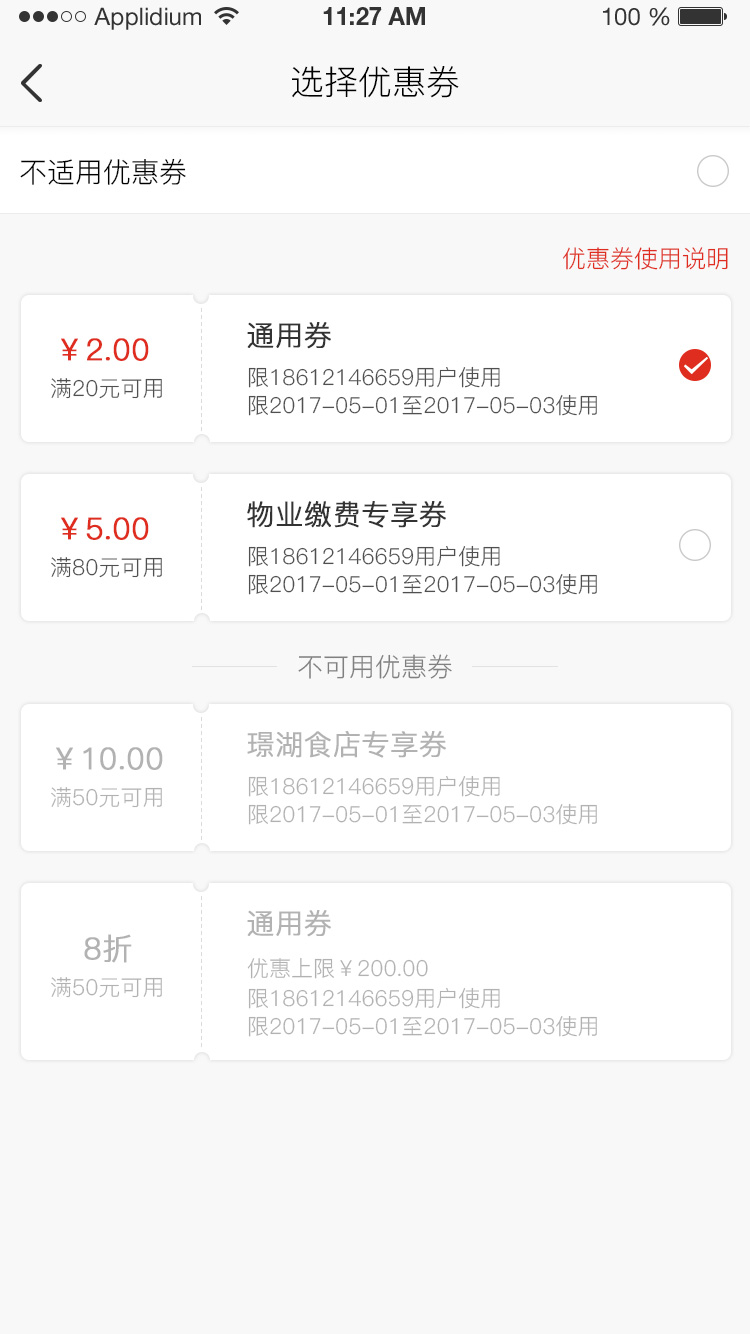 Applidium 11:27 AM 100 %
选择优惠券
不适用优惠券
优惠券使用说明
¥ 2.00
满20元可用
通用券
限18612146659用户使用
限2017-05-01至2017-05-03使用
¥ 5.00
满80元可用
物业缴费专享券
限18612146659用户使用
限2017-05-01至2017-05-03使用
不可用优惠券
¥ 10.00
满50元可用
璟湖食店专享券
限18612146659用户使用
限2017-05-01至2017-05-03使用
8折
满50元可用
通用券
优惠上限¥200.00
限18612146659用户使用
限2017-05-01至2017-05-03使用